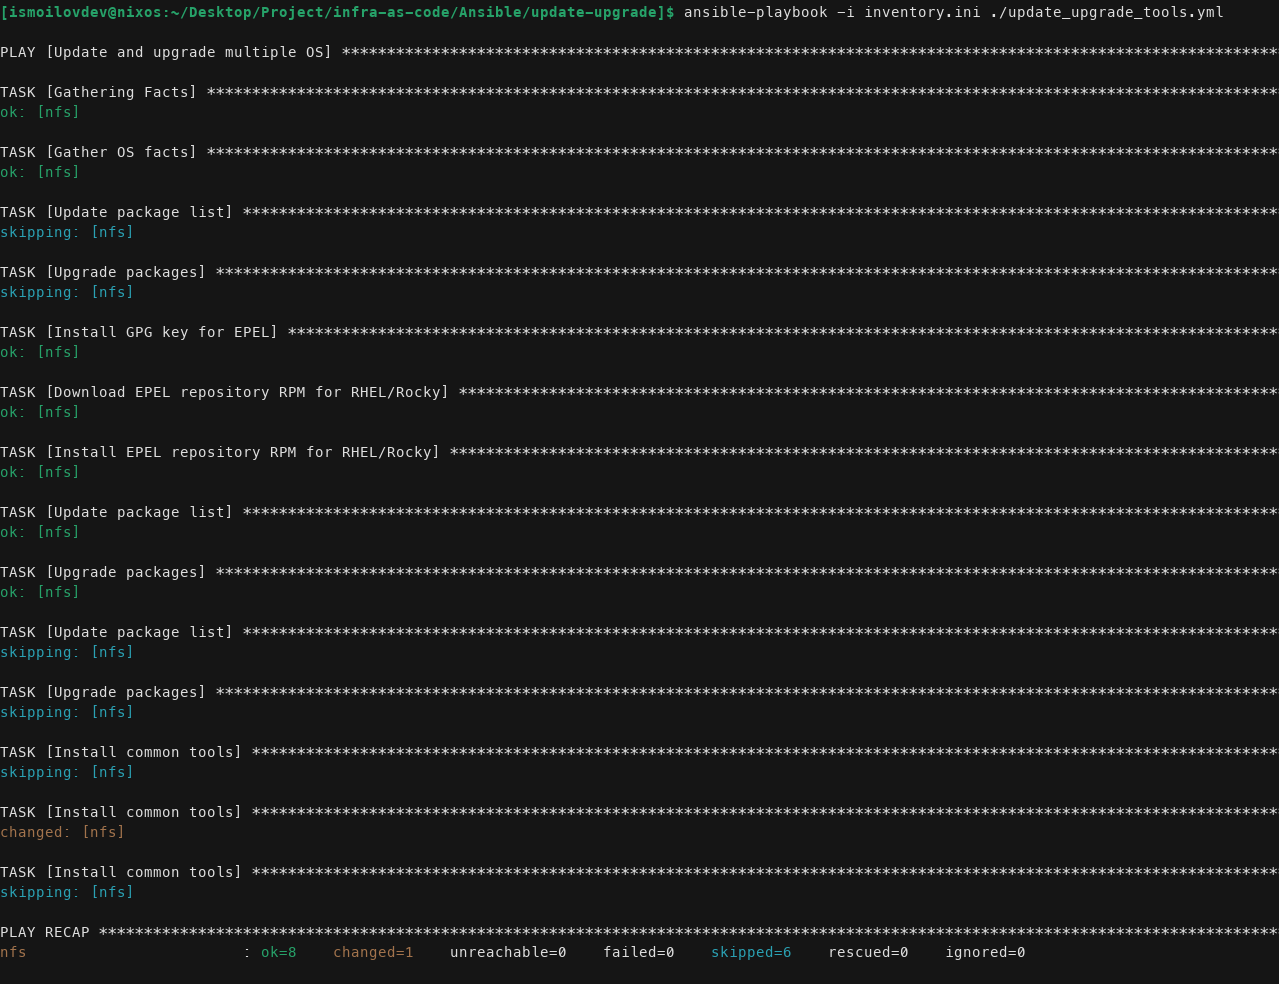 [ismoilovdev@nixos:~/Desktop/Project/infra-as-code/Ansible/update-upgrade]$ ansible-playbook -i inventory.ini ./update_upgrade_tools.yml
PLAY [Update and upgrade multiple OS] ********************************************************************************************************
TASK [Gathering Facts] ***********************************************************************************************************************
ok: [nfs]
TASK [Gather OS facts] ***********************************************************************************************************************
ok: [nfs]
TASK [Update package list] *******************************************************************************************************************
skipping: [nfs]
TASK [Upgrade packages] **********************************************************************************************************************
skipping: [nfs]
TASK [Install GPG key for EPEL] **************************************************************************************************************
ok: [nfs]
TASK [Download EPEL repository RPM for RHEL/Rocky] *******************************************************************************************
ok: [nfs]
TASK [Install EPEL repository RPM for RHEL/Rocky] ********************************************************************************************
ok: [nfs]
TASK [Update package list] *******************************************************************************************************************
ok: [nfs]
TASK [Upgrade packages] **********************************************************************************************************************
ok: [nfs]
TASK [Update package list] *******************************************************************************************************************
skipping: [nfs]
TASK [Upgrade packages] **********************************************************************************************************************
skipping: [nfs]
TASK [Install common tools] ******************************************************************************************************************
skipping: [nfs]
TASK [Install common tools] ******************************************************************************************************************
changed: [nfs]
TASK [Install common tools] ******************************************************************************************************************
skipping: [nfs]
PLAY RECAP ***********************************************************************************************************************************
nfs                        : ok=8    changed=1    unreachable=0    failed=0    skipped=6    rescued=0    ignored=0